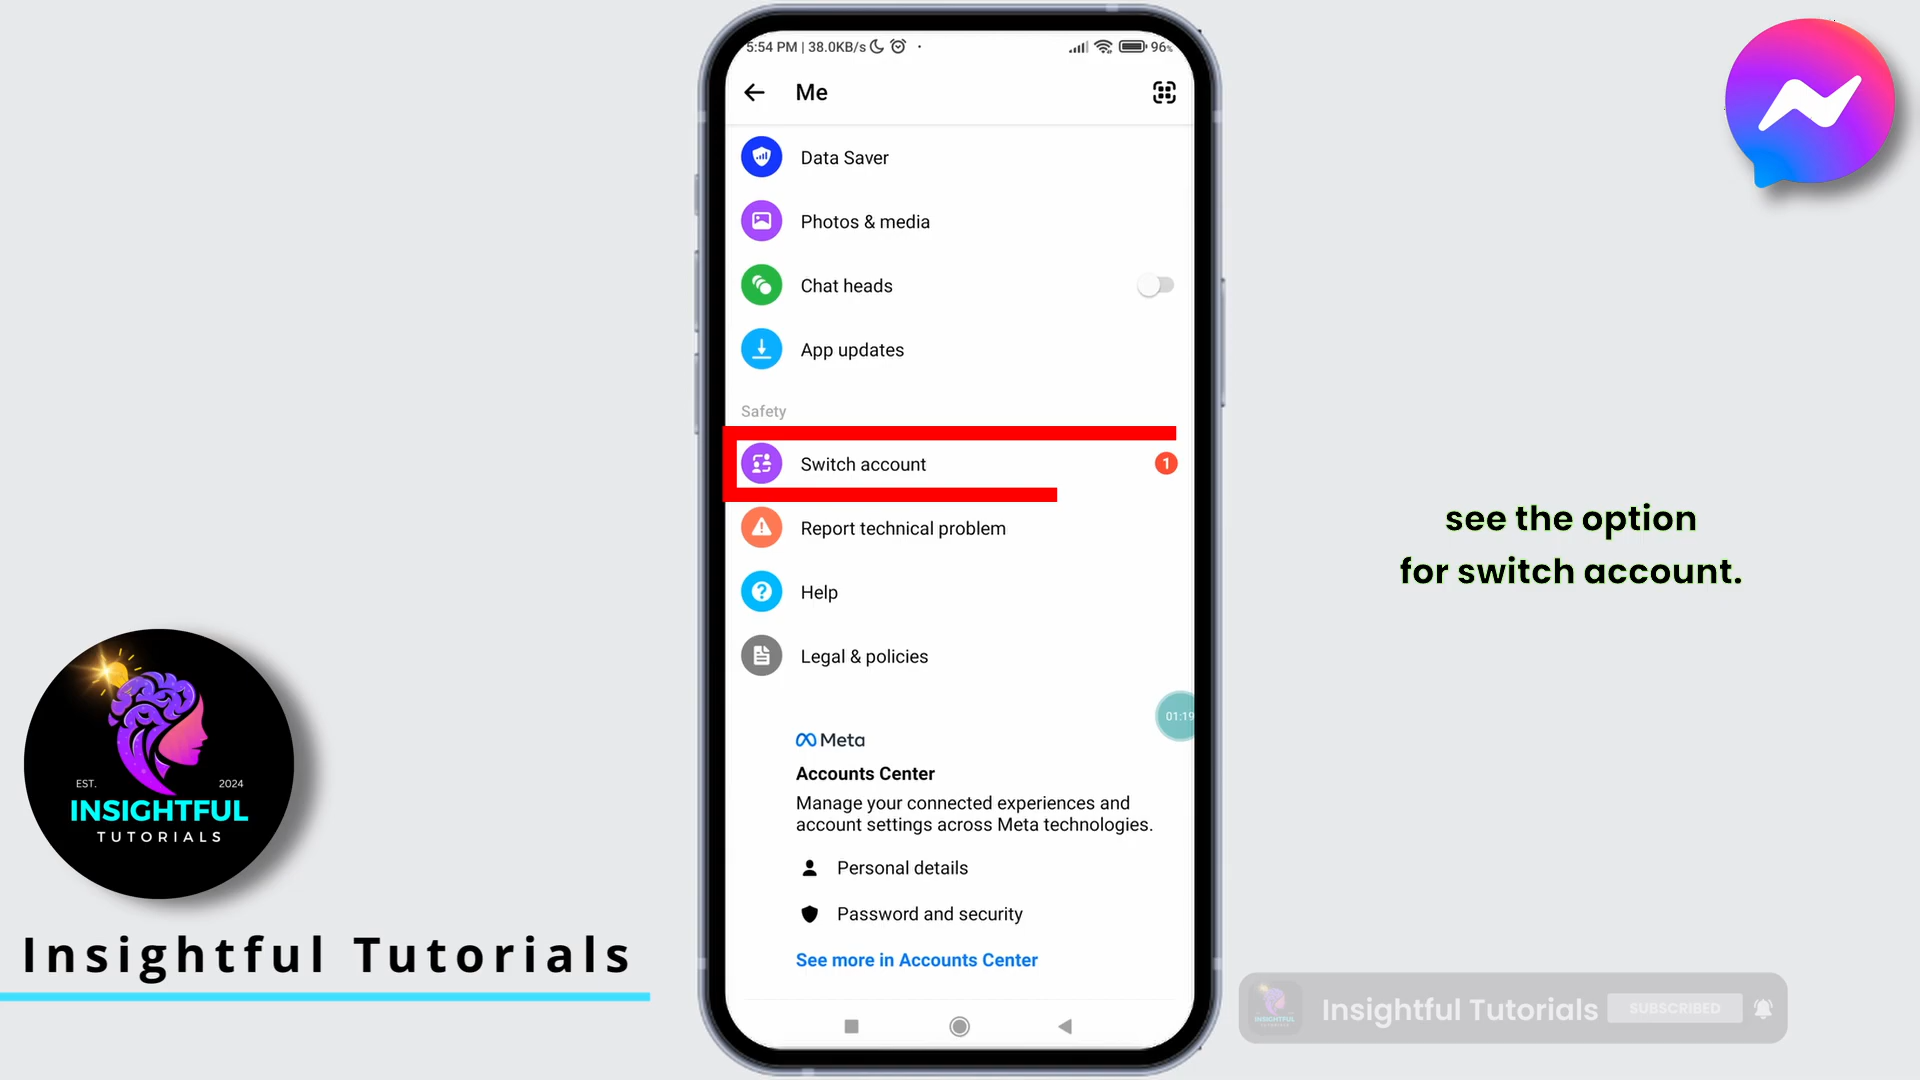 5:54 PM | 38.0KB/s
96%
Me
Data Saver
Photos & media
Chat heads
App updates
Safety
Switch account
1
Report technical problem
Help
Legal & policies
01:19
Meta
Accounts Center
Manage your connected experiences and
account settings across Meta technologies.
Personal details
Password and security
See more in Accounts Center
see the option
for switch account.
EST. 2024
INSIGHTFUL
TUTORIALS
Insightful Tutorials
Insightful Tutorials
SUBSCRIBED